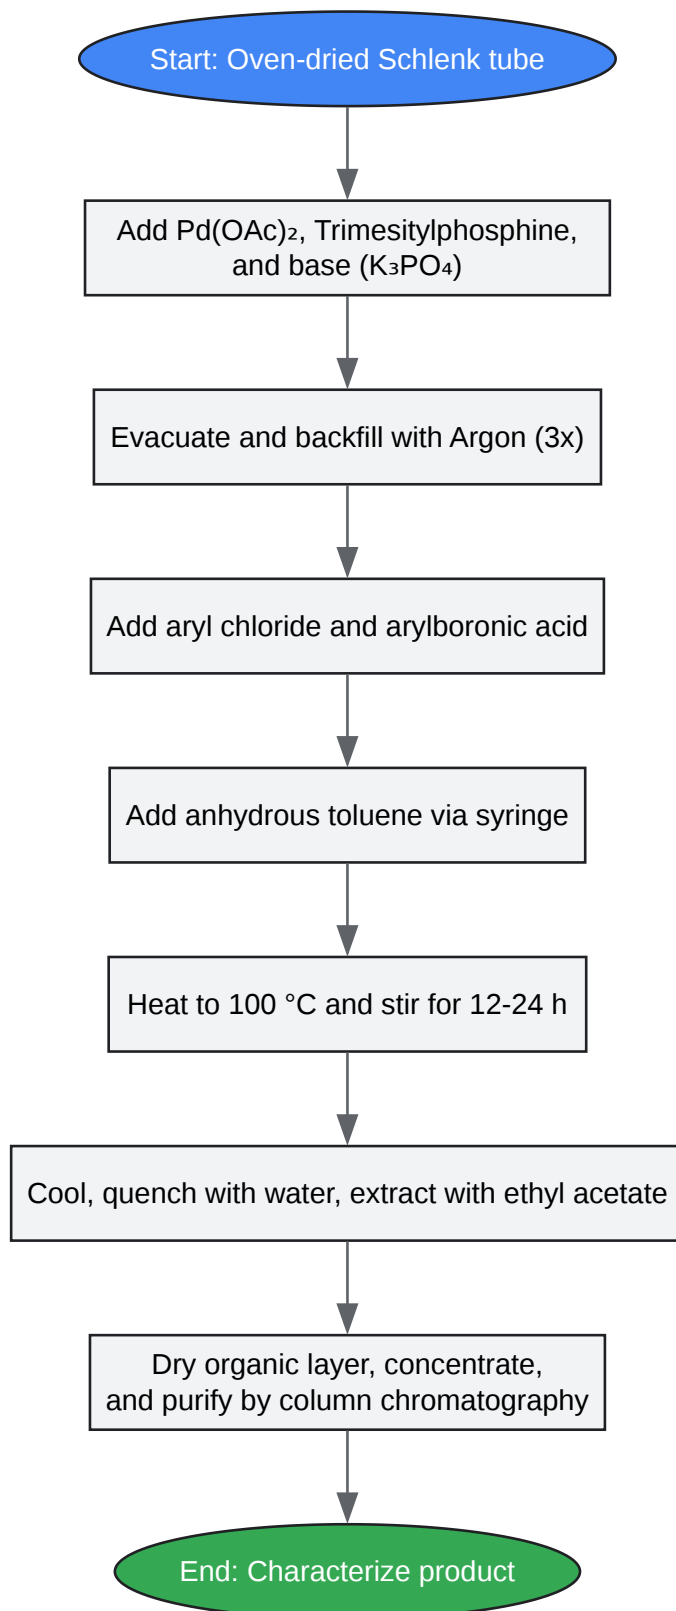 Start: Oven-dried Schlenk tube
Add Pd(OAc)₂, Trimesitylphosphine,
and base (K₃PO₄)
Evacuate and backfill with Argon (3x)
Add aryl chloride and arylboronic acid
Add anhydrous toluene via syringe
Heat to 100 °C and stir for 12-24 h
Cool, quench with water, extract with ethyl acetate
Dry organic layer, concentrate,
and purify by column chromatography
End: Characterize product